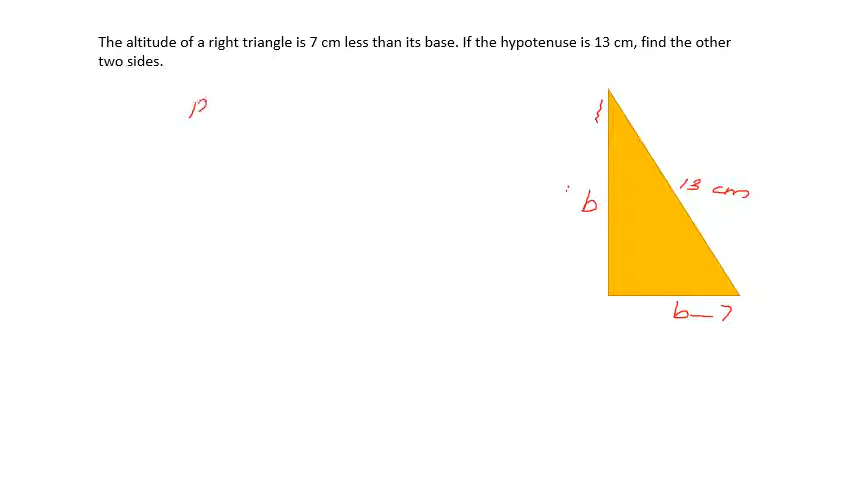 The altitude of a right triangle is 7 cm less than its base. If the hypotenuse is 13 cm, find the other
two sides.
13 cm
b
b-7